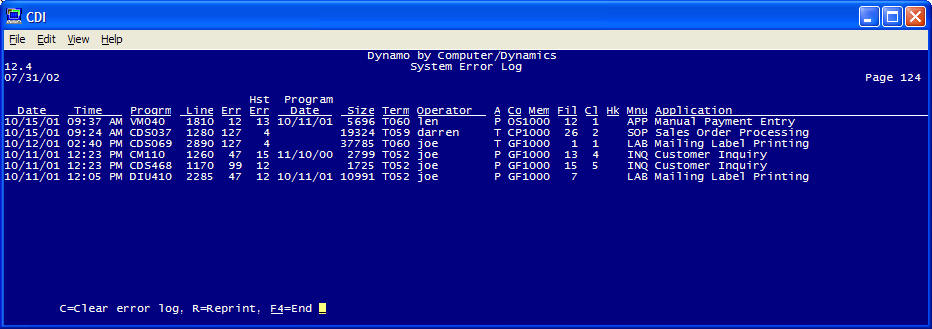 CDI
File Edit View Help
Dynamo by Computer/Dynamics
12.4 System Error Log
07/31/02 Page 124
Hst Program
Date Time Progrm Line Err Err Date Size Term Operator A Co Mem Fil Cl Hk Mnu Application
10/15/01 09:37 AM VM040 1810 12 13 10/11/01 5696 T060 len P OS1000 12 1 APP Manual Payment Entry
10/15/01 09:24 AM CDS037 1280 127 4 19324 T059 darren T CP1000 26 2 SOP Sales Order Processing
10/12/01 02:40 PM CDS069 2890 127 4 37785 T060 joe T GF1000 1 1 LAB Mailing Label Printing
10/11/01 12:23 PM CM110 1260 47 15 11/10/00 2799 T052 joe P GF1000 13 4 INQ Customer Inquiry
10/11/01 12:23 PM CDS468 1170 99 12 1725 T052 joe P GF1000 15 5 INQ Customer Inquiry
10/11/01 12:05 PM DIU410 2285 47 12 10/11/01 10991 T052 joe P GF1000 7 LAB Mailing Label Printing
C=Clear error log, R=Reprint, F4=End